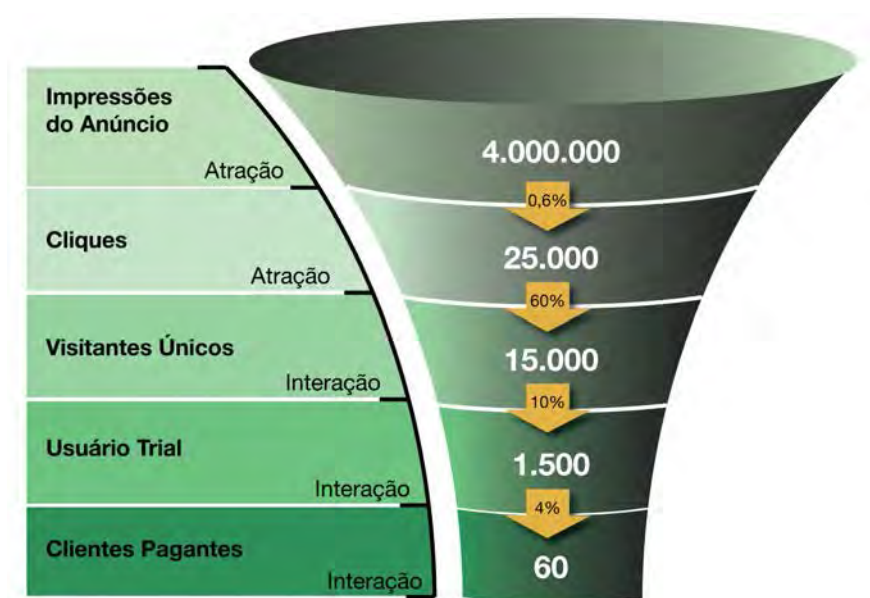 Impressões
do Anúncio
Atração
4.000.000
0,6%
Cliques
Atração
25.000
60%
Visitantes Únicos
Interação
15.000
10%
Usuário Trial
Interação
1.500
4%
Clientes Pagantes
Interação
60